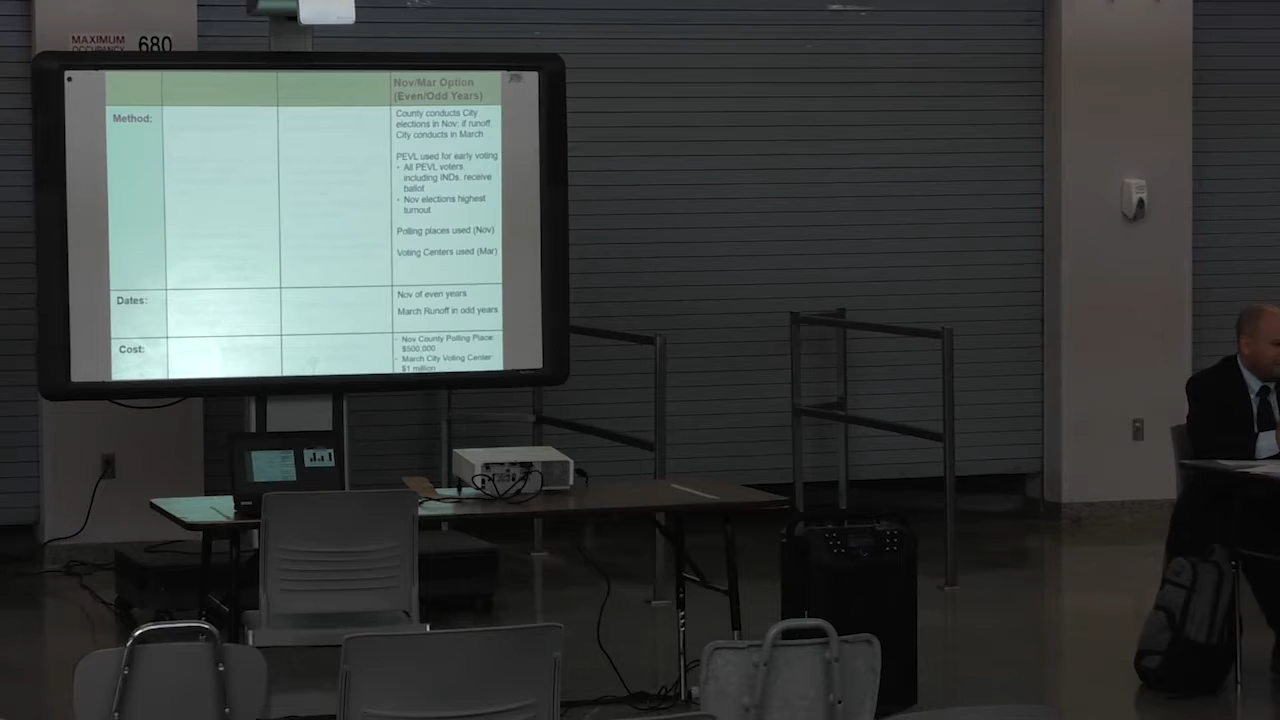 MAXIMUM
OCCUPANCY 680
Nov/Mar Option
(Even/Odd Years)
Method:
County conducts City
elections in Nov; if runoff
City conducts in March
PEVL used for early voting
- All PEVL voters,
including INDs, receive
ballot
- Nov elections highest
turnout
Polling places used (Nov)
Voting Centers used (Mar)
Dates:
Nov of even years
March Runoff in odd years
Cost:
- Nov County Polling Place:
$500,000
- March City Voting Center:
$1 million